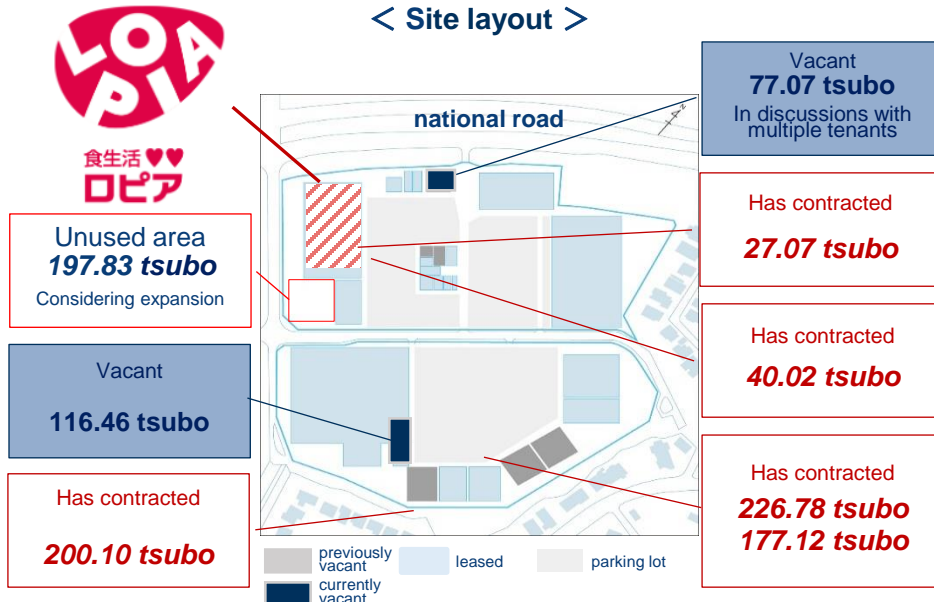 ＜ Site layout ＞
LOPIA
食生活♥♥
ロピア
national road
Vacant
77.07 tsubo
In discussions with
multiple tenants
Has contracted
27.07 tsubo
Unused area
197.83 tsubo
Considering expansion
Has contracted
40.02 tsubo
Vacant
116.46 tsubo
Has contracted
226.78 tsubo
177.12 tsubo
Has contracted
200.10 tsubo
previously
vacant
leased
parking lot
currently
vacant